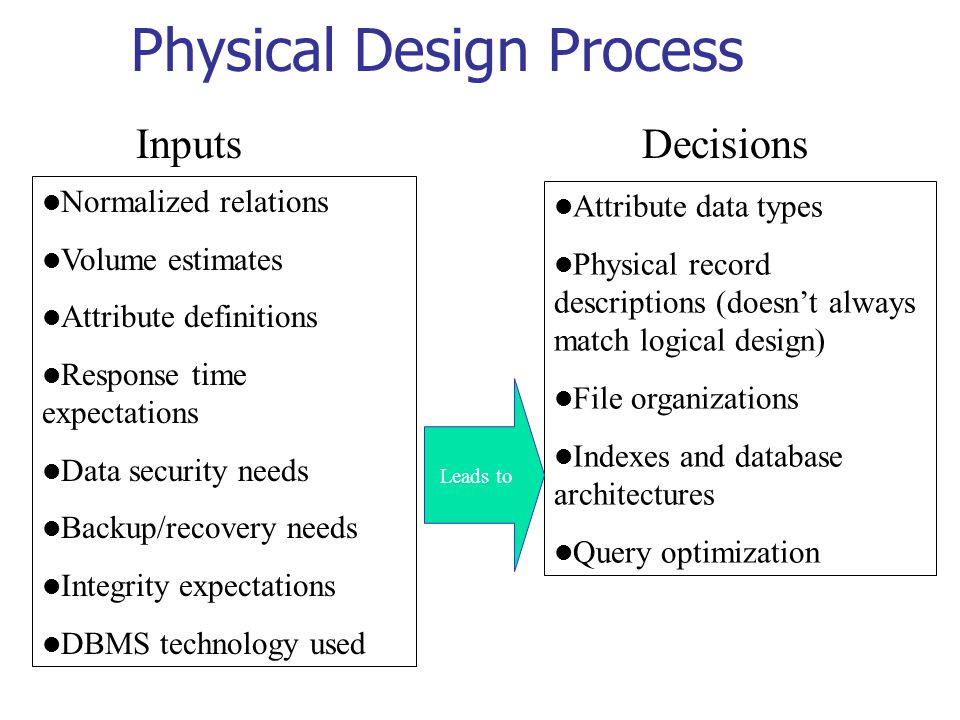 Physical Design Process
Inputs
●Normalized relations
●Volume estimates
●Attribute definitions
●Response time
expectations
●Data security needs
●Backup/recovery needs
●Integrity expectations
●DBMS technology used
Leads to
Decisions
●Attribute data types
●Physical record
descriptions (doesn’t always
match logical design)
●File organizations
●Indexes and database
architectures
●Query optimization